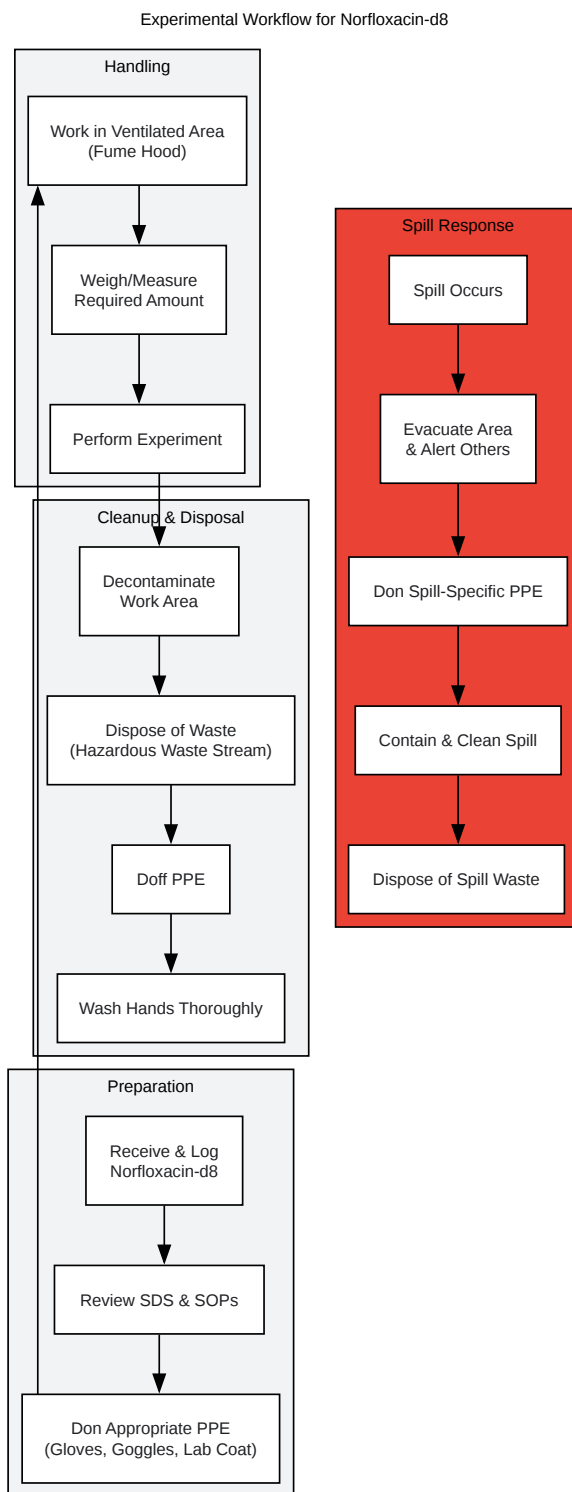 Experimental Workflow for Norfloxacin-d8
Handling
Work in Ventilated Area
(Fume Hood)
Weigh/Measure
Required Amount
Perform Experiment
Cleanup & Disposal
Decontaminate
Work Area
Dispose of Waste
(Hazardous Waste Stream)
Doff PPE
Wash Hands Thoroughly
Preparation
Receive & Log
Norfloxacin-d8
Review SDS & SOPs
Don Appropriate PPE
(Gloves, Goggles, Lab Coat)
Spill Response
Spill Occurs
Evacuate Area
& Alert Others
Don Spill-Specific PPE
Contain & Clean Spill
Dispose of Spill Waste